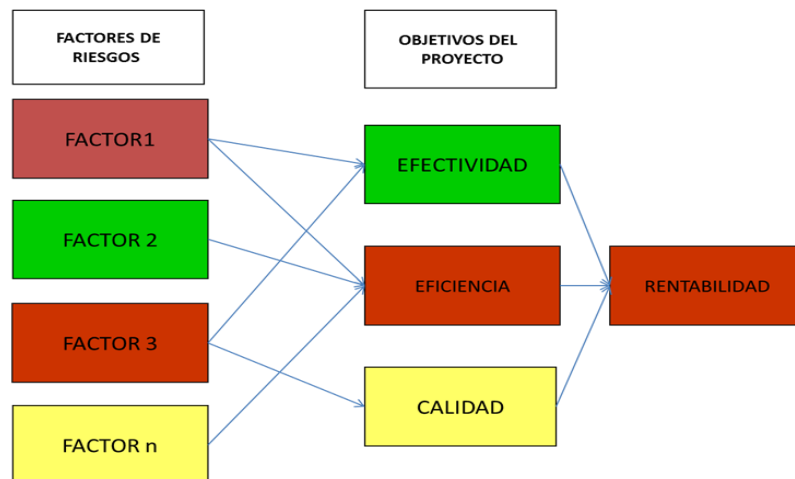 FACTORES DE
RIESGOS
OBJETIVOS DEL
PROYECTO
FACTOR1
FACTOR 2
FACTOR 3
FACTOR n
EFECTIVIDAD
EFICIENCIA
CALIDAD
RENTABILIDAD